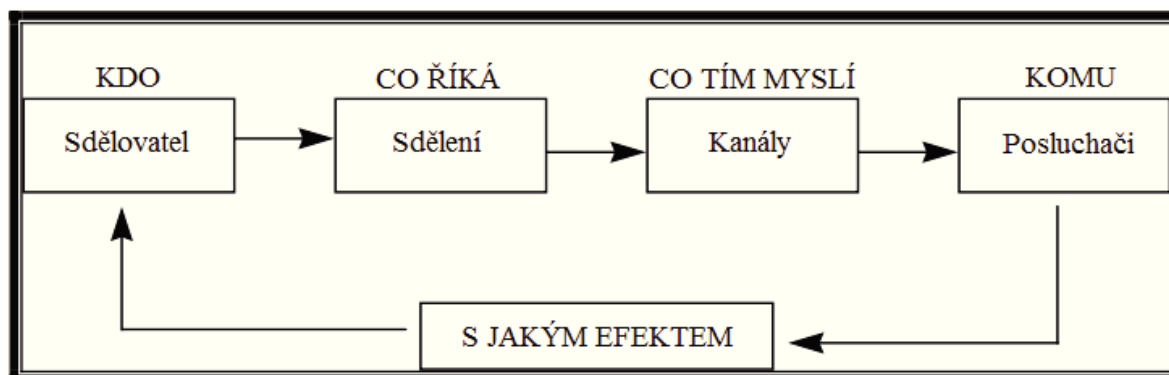 KDO
CO ŘÍKÁ
CO TÍM MYSLÍ
KOMU
Sdělovatel
Sdělení
Kanály
Posluchači
S JAKÝM EFEKTEM